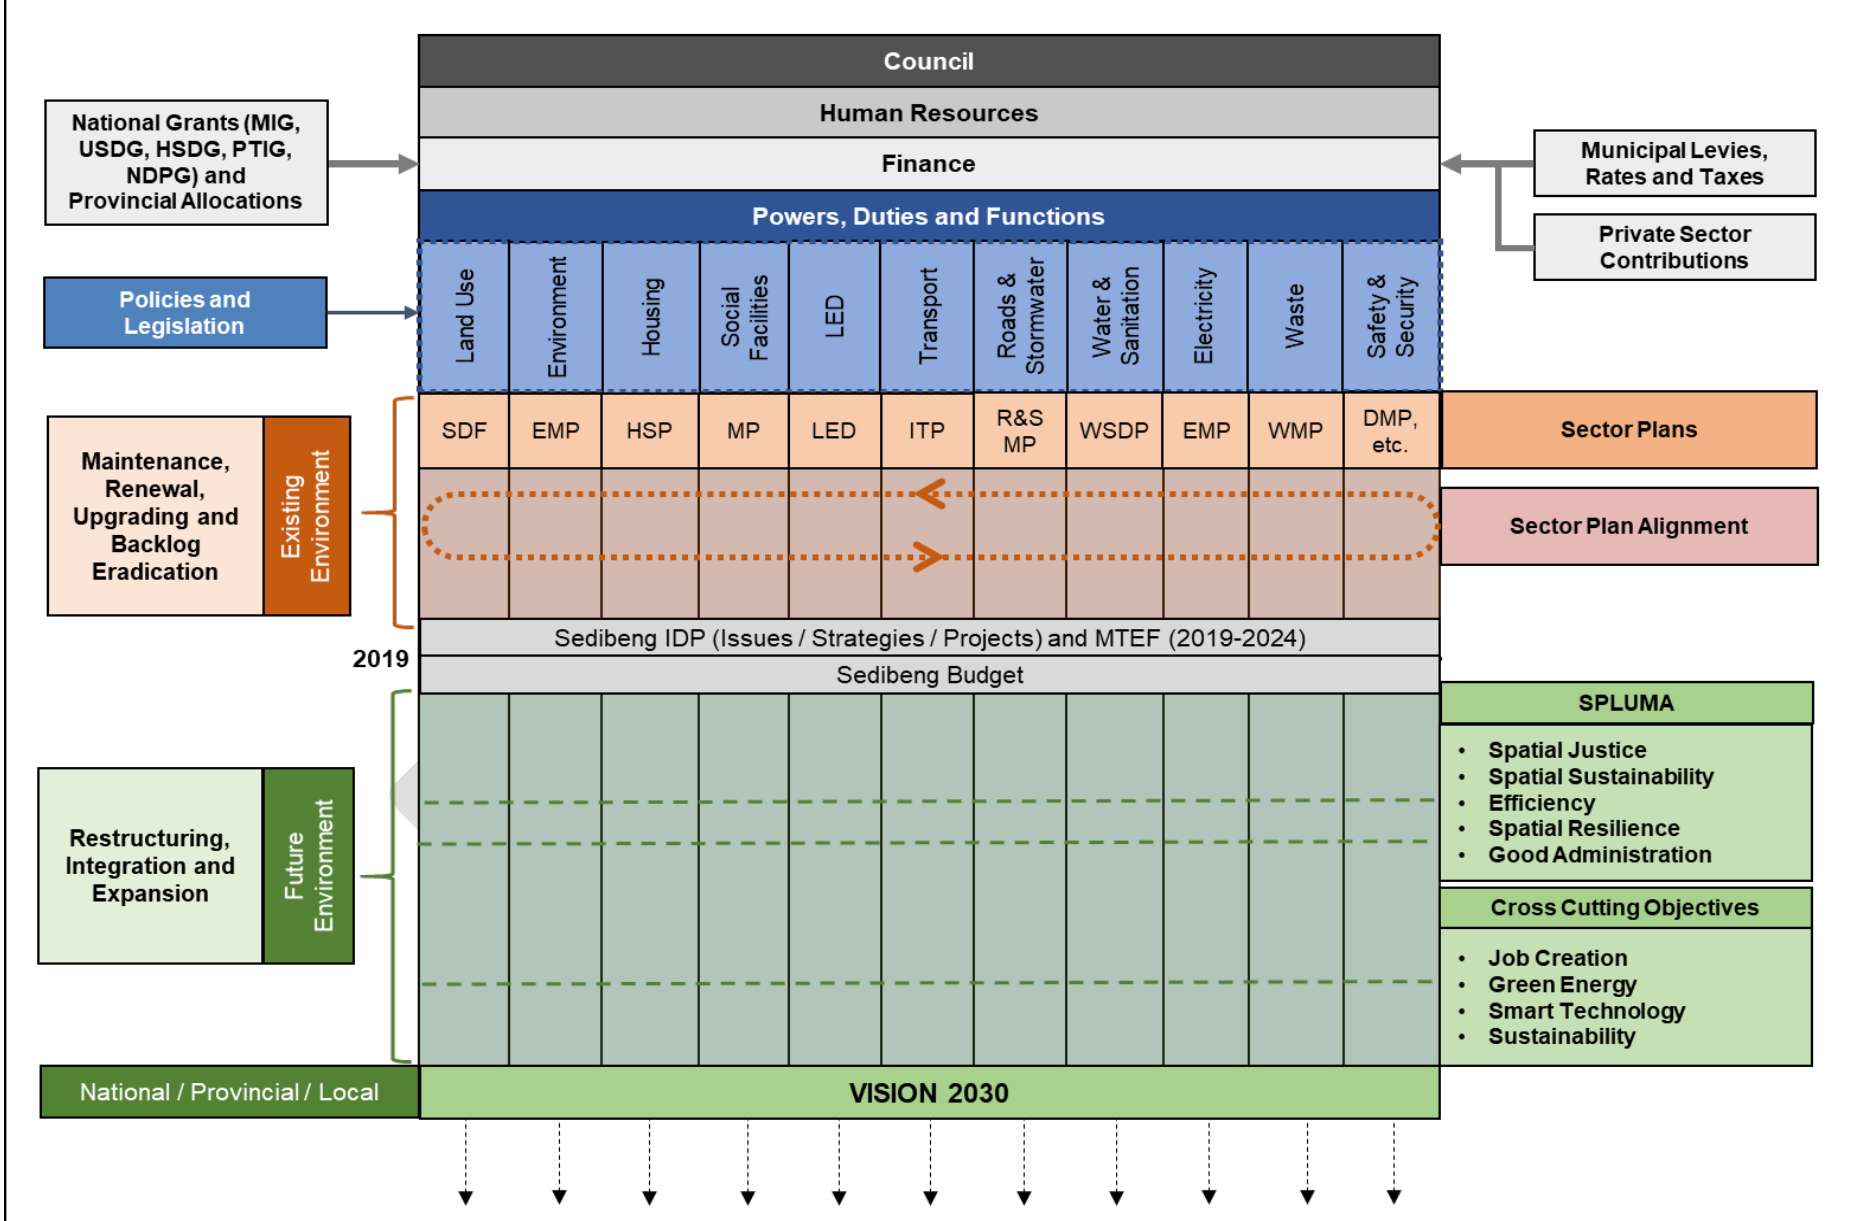 Council
Human Resources
Finance
National Grants (MIG,
USDG, HSDG, PTIG,
NDPG) and
Provincial Allocations
Municipal Levies,
Rates and Taxes
Private Sector
Contributions
Powers, Duties and Functions
Policies and
Legislation
Land Use
Environment
Housing
Social
Facilities
LED
Transport
Roads &
Stormwater
Water &
Sanitation
Electricity
Waste
Safety &
Security
SDF
EMP
HSP
MP
LED
ITP
R&S
MP
WSDP
EMP
WMP
DMP,
etc.
Sector Plans
Maintenance,
Renewal,
Upgrading and
Backlog
Eradication
Existing
Environment
Sector Plan Alignment
Sedibeng IDP (Issues / Strategies / Projects) and MTEF (2019-2024)
2019
Sedibeng Budget
SPLUMA
• Spatial Justice
• Spatial Sustainability
• Efficiency
• Spatial Resilience
• Good Administration
Restructuring,
Integration and
Expansion
Future
Environment
Cross Cutting Objectives
• Job Creation
• Green Energy
• Smart Technology
• Sustainability
National / Provincial / Local
VISION 2030